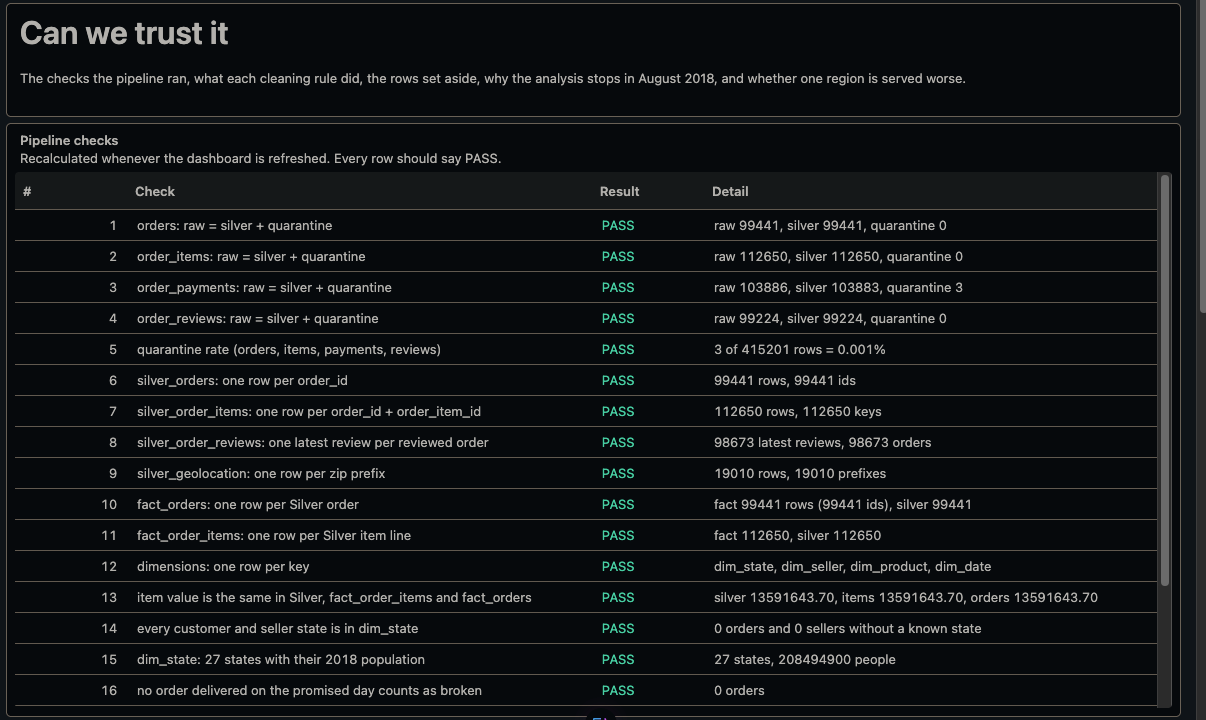 Can we trust it
The checks the pipeline ran, what each cleaning rule did, the rows set aside, why the analysis stops in August 2018, and whether one region is served worse.
Pipeline checks
Recalculated whenever the dashboard is refreshed. Every row should say PASS.
# Check Result Detail
1 orders: raw = silver + quarantine PASS raw 99441, silver 99441, quarantine 0
2 order_items: raw = silver + quarantine PASS raw 112650, silver 112650, quarantine 0
3 order_payments: raw = silver + quarantine PASS raw 103886, silver 103883, quarantine 3
4 order_reviews: raw = silver + quarantine PASS raw 99224, silver 99224, quarantine 0
5 quarantine rate (orders, items, payments, reviews) PASS 3 of 415201 rows = 0.001%
6 silver_orders: one row per order_id PASS 99441 rows, 99441 ids
7 silver_order_items: one row per order_id + order_item_id PASS 112650 rows, 112650 keys
8 silver_order_reviews: one latest review per reviewed order PASS 98673 latest reviews, 98673 orders
9 silver_geolocation: one row per zip prefix PASS 19010 rows, 19010 prefixes
10 fact_orders: one row per Silver order PASS fact 99441 rows (99441 ids), silver 99441
11 fact_order_items: one row per Silver item line PASS fact 112650, silver 112650
12 dimensions: one row per key PASS dim_state, dim_seller, dim_product, dim_date
13 item value is the same in Silver, fact_order_items and fact_orders PASS silver 13591643.70, items 13591643.70, orders 13591643.70
14 every customer and seller state is in dim_state PASS 0 orders and 0 sellers without a known state
15 dim_state: 27 states with their 2018 population PASS 27 states, 208494900 people
16 no order delivered on the promised day counts as broken PASS 0 orders